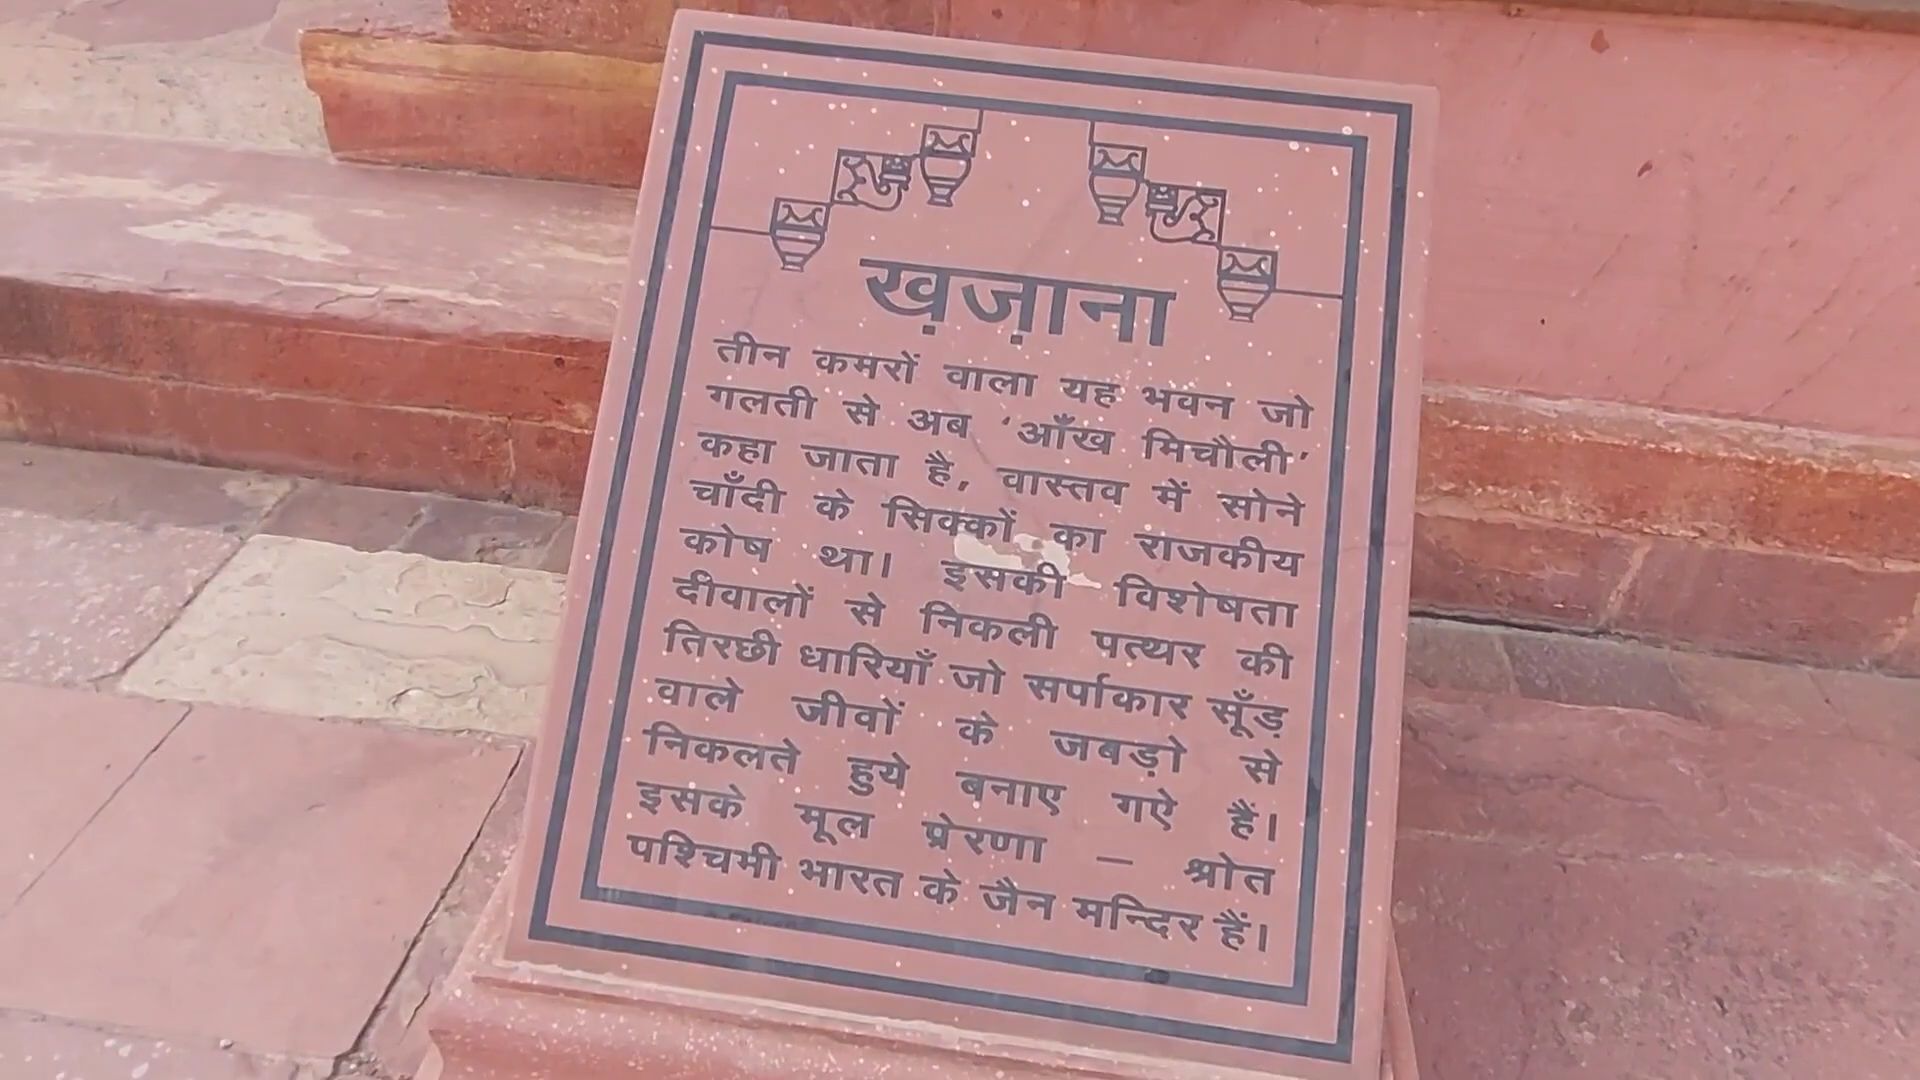 ख़ज़ाना
तीन कमरों वाला यह भवन जो
गलती से अब ‘आँख मिचौली’
कहा जाता है, वास्तव में सोने
चाँदी के सिक्कों का राजकीय
कोष था। इसकी विशेषता
दीवालों से निकली पत्थर की
तिरछी धारियाँ जो सर्पाकार सूँड़
वाले जीवों के जबड़ो से
निकलते हुये बनाए गऐ हैं।
इसके मूल प्रेरणा – श्रोत
पश्चिमी भारत के जैन मन्दिर हैं।